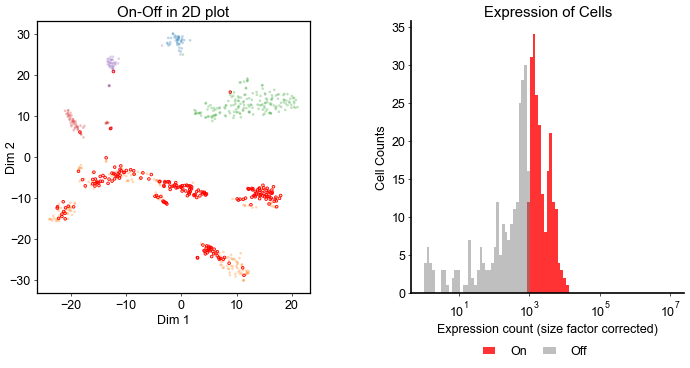 On-Off in 2D plot
30
20
10
0
−10
−20
−30
Dim 2
−20 −10 0 10 20
Dim 1
Expression of Cells
35
30
25
20
15
10
5
0
Cell Counts
10^1 10^3 10^5 10^7
Expression count (size factor corrected)
On Off